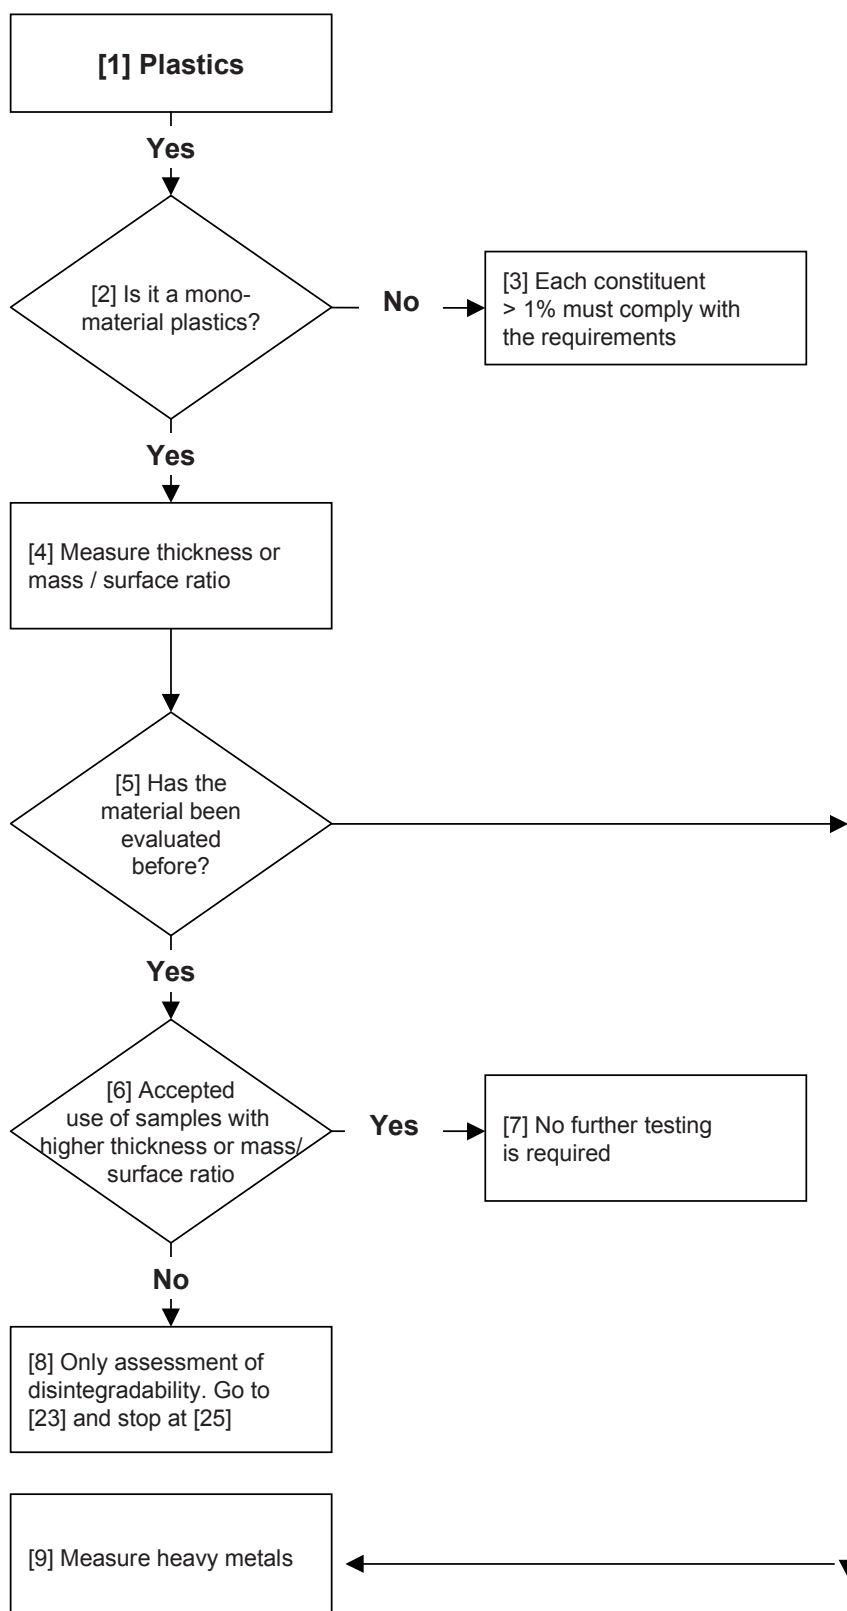 [1] Plastics
Yes
[2] Is it a mono-
material plastics?
No
[3] Each constituent
> 1% must comply with
the requirements
Yes
[4] Measure thickness or
mass / surface ratio
[5] Has the
material been
evaluated
before?
Yes
[6] Accepted
use of samples with
higher thickness or mass/
surface ratio
Yes
[7] No further testing
is required
No
[8] Only assessment of
disintegradability. Go to
[23] and stop at [25]
[9] Measure heavy metals